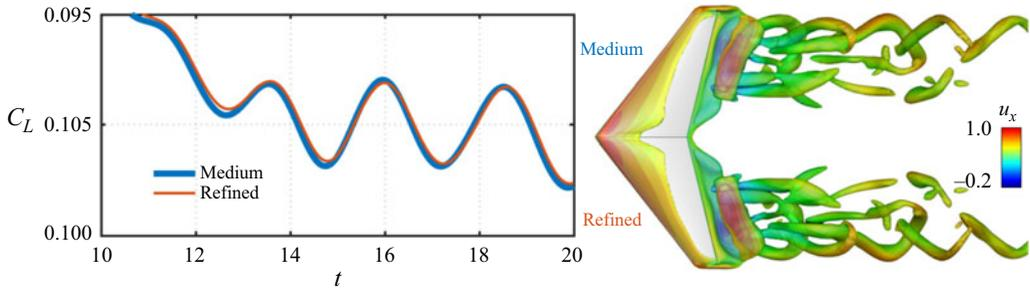 0.095
C_L 0.105
0.100
10 12 14 16 18 20
t
Medium
Refined
Medium
Refined
u_x
1.0
–0.2